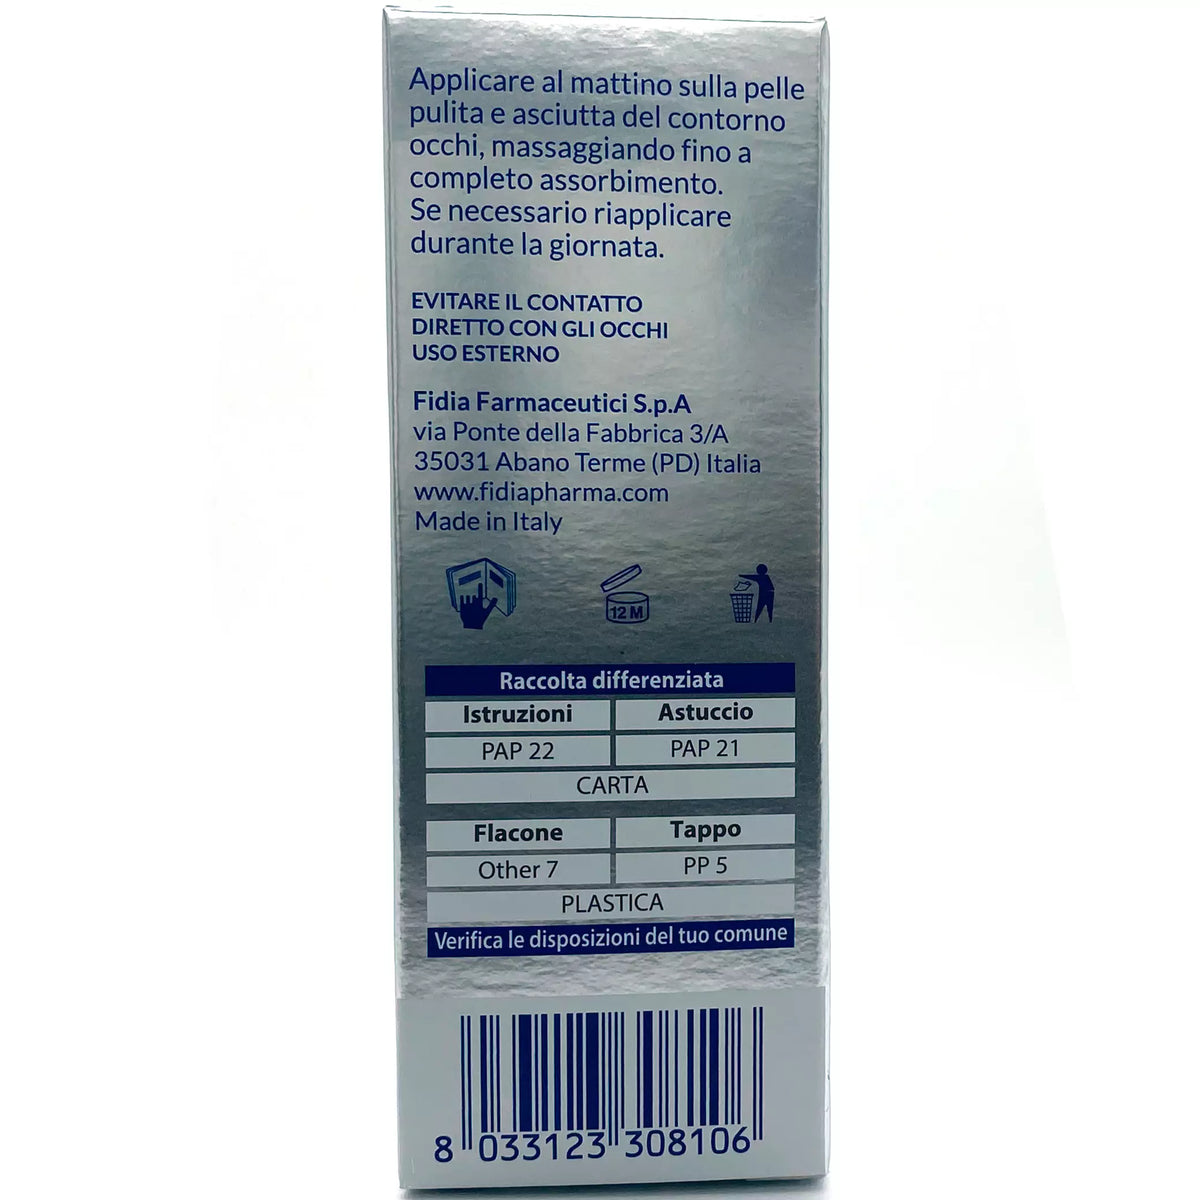 Applicare al mattino sulla pelle
pulita e asciutta del contorno
occhi, massaggiando fino a
completo assorbimento.
Se necessario riapplicare
durante la giornata.
EVITARE IL CONTATTO
DIRETTO CON GLI OCCHI
USO ESTERNO
Fidia Farmaceutici S.p.A
via Ponte della Fabbrica 3/A
35031 Abano Terme (PD) Italia
www.fidiapharma.com
Made in Italy
12 M
Raccolta differenziata
Istruzioni Astuccio
PAP 22 PAP 21
CARTA
Flacone Tappo
Other 7 PP 5
PLASTICA
Verifica le disposizioni del tuo comune
8 033123 308106